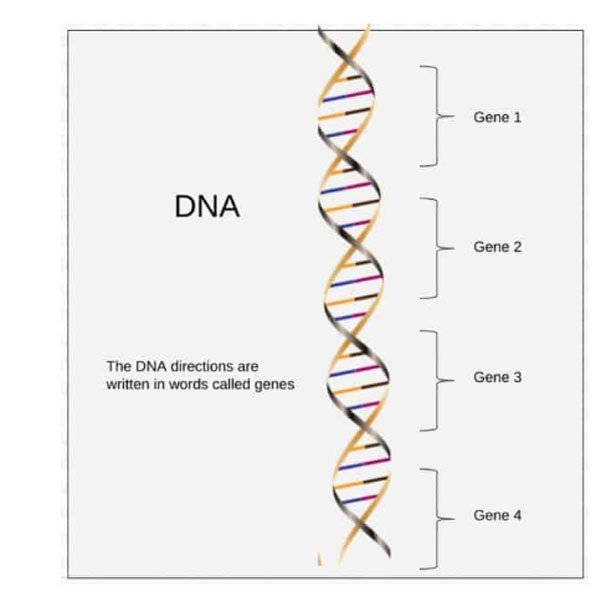 Gene 1
DNA
Gene 2
The DNA directions are
written in words called genes
Gene 3
Gene 4